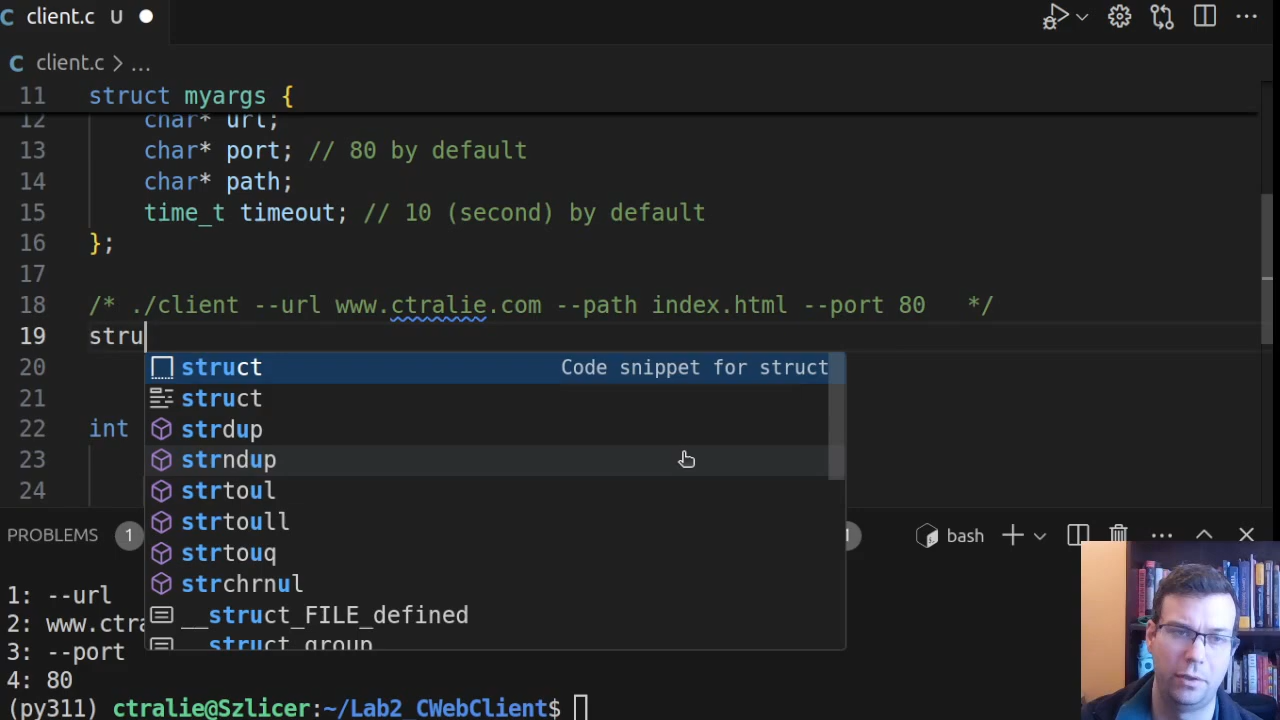 C client.c U
C client.c > ...
11 struct myargs {
12 char* url;
13 char* port; // 80 by default
14 char* path;
15 time_t timeout; // 10 (second) by default
16 };
17
18 /* ./client --url www.ctralie.com --path index.html --port 80 */
19 stru
20 struct Code snippet for struct
21 struct
22 int strdup
23 strndup
24 strtoul
strtoull
strtouq
strchrnul
__struct_FILE_defined
__struct_group
PROBLEMS 1 1 bash
1: --url
2: www.ctra
3: --port
4: 80
(py311) ctralie@Szlicer:~/Lab2_CWebClient$